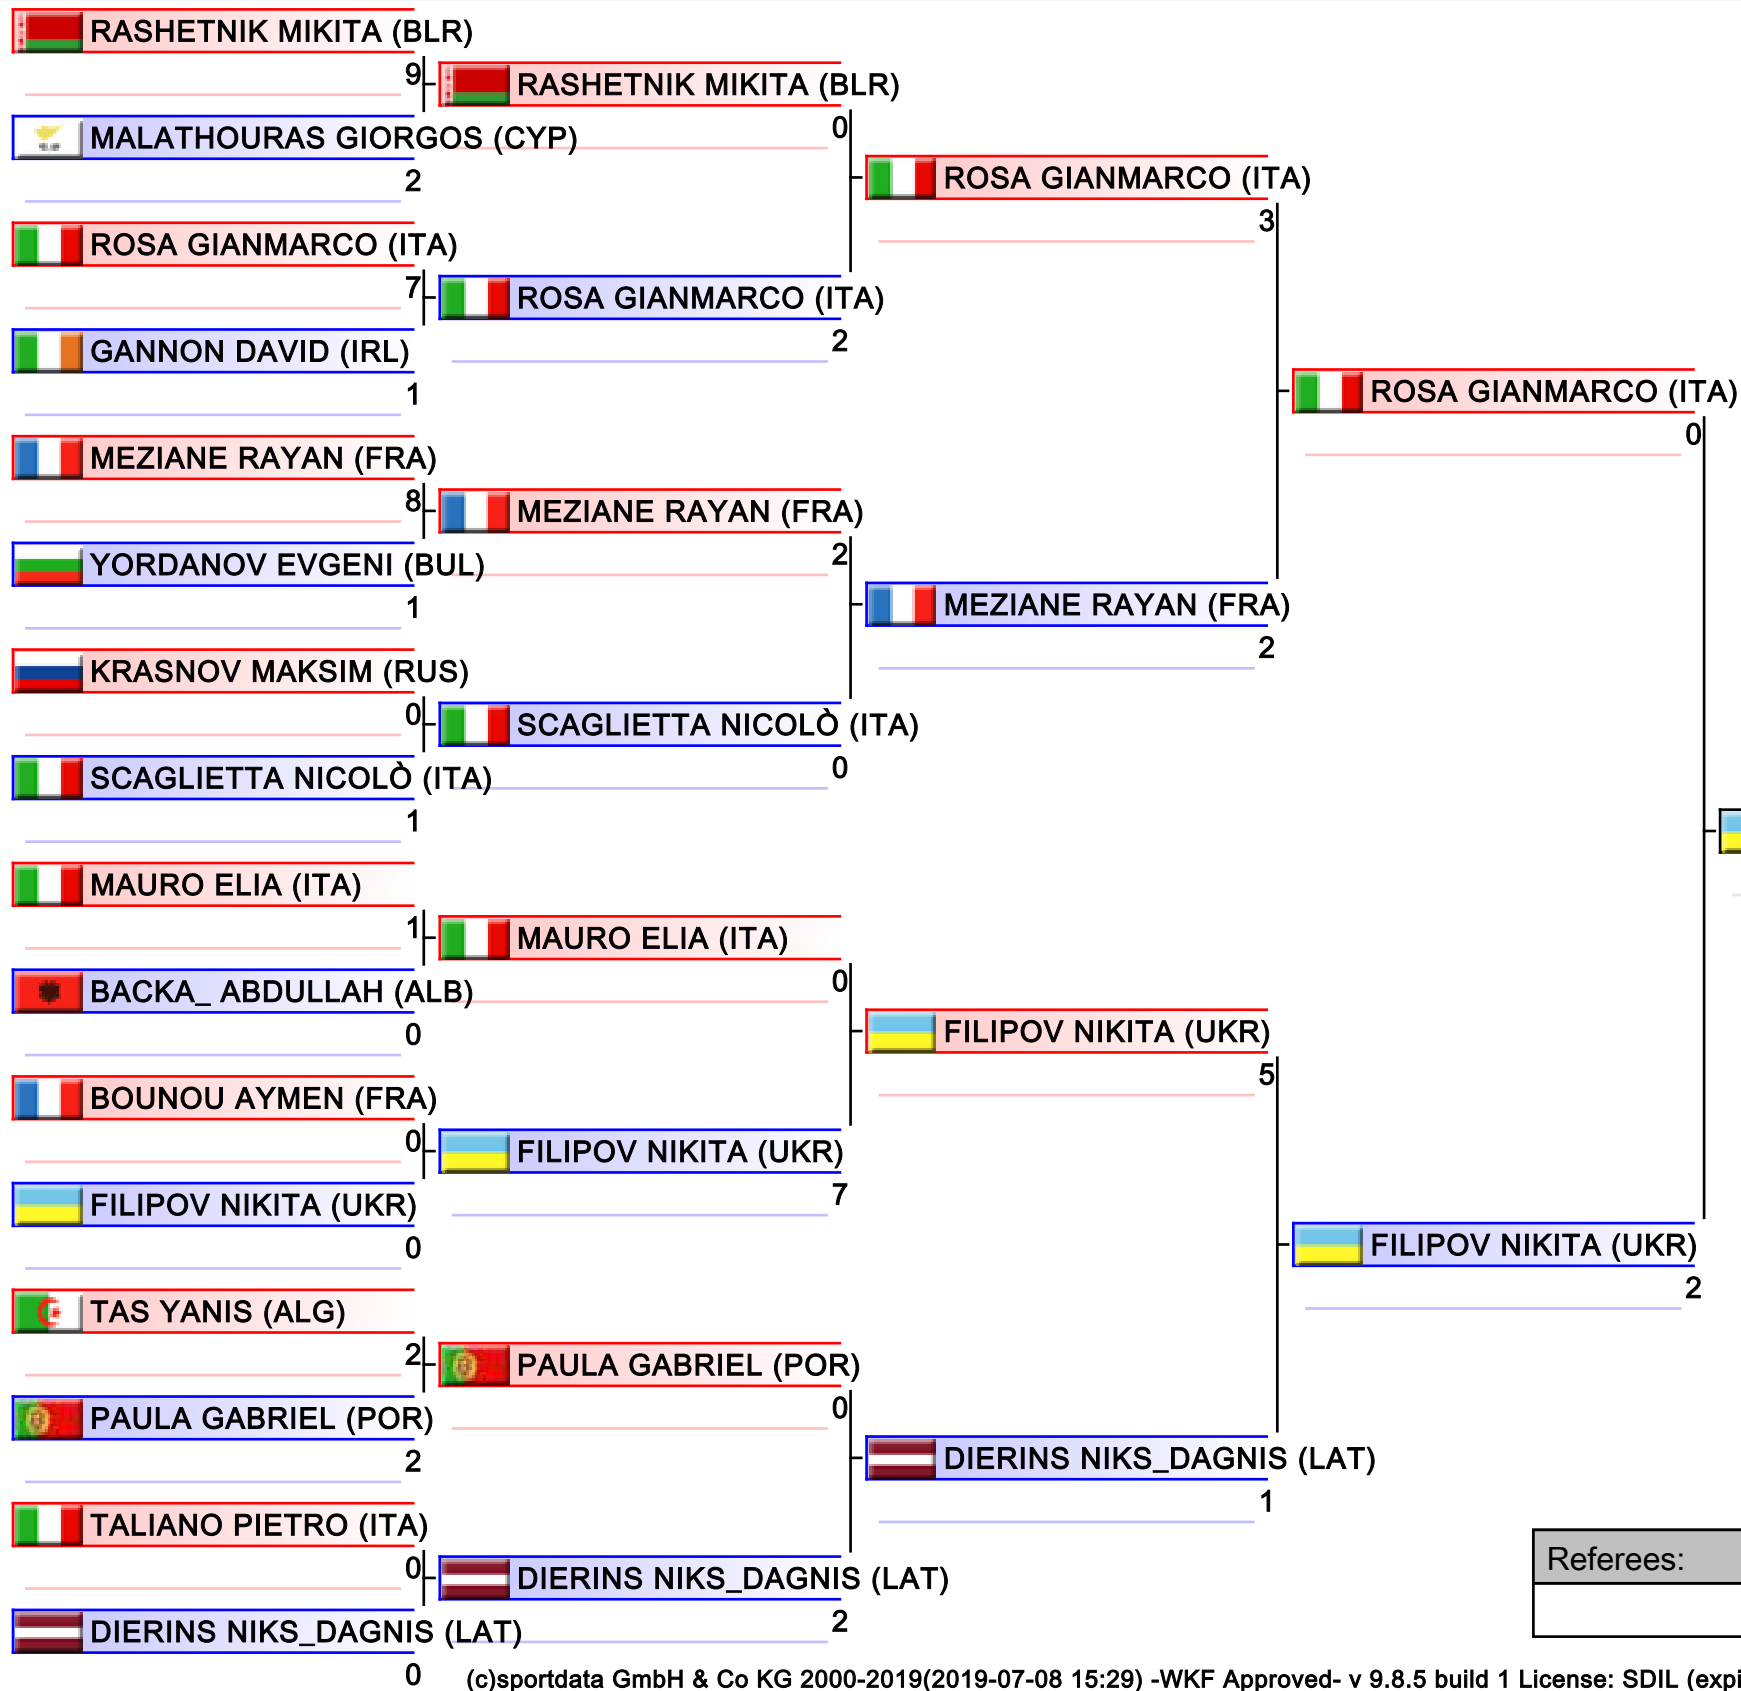 RASHETNIK MIKITA (BLR)
9
RASHETNIK MIKITA (BLR)
0
MALATHOURAS GIORGOS (CYP)
2
ROSA GIANMARCO (ITA)
3
ROSA GIANMARCO (ITA)
7
ROSA GIANMARCO (ITA)
2
GANNON DAVID (IRL)
1
ROSA GIANMARCO (ITA)
0
MEZIANE RAYAN (FRA)
8
MEZIANE RAYAN (FRA)
2
YORDANOV EVGENI (BUL)
1
MEZIANE RAYAN (FRA)
2
KRASNOV MAKSIM (RUS)
0
SCAGLIETTA NICOLÒ (ITA)
0
SCAGLIETTA NICOLÒ (ITA)
1
MAURO ELIA (ITA)
1
MAURO ELIA (ITA)
0
BACKA_ ABDULLAH (ALB)
0
FILIPOV NIKITA (UKR)
5
BOUNOU AYMEN (FRA)
0
FILIPOV NIKITA (UKR)
7
FILIPOV NIKITA (UKR)
0
FILIPOV NIKITA (UKR)
2
TAS YANIS (ALG)
2
PAULA GABRIEL (POR)
0
PAULA GABRIEL (POR)
2
DIERINS NIKS_DAGNIS (LAT)
1
TALIANO PIETRO (ITA)
0
DIERINS NIKS_DAGNIS (LAT)
2
DIERINS NIKS_DAGNIS (LAT)
0
Referees:
(c)sportdata GmbH & Co KG 2000-2019(2019-07-08 15:29) -WKF Approved- v 9.8.5 build 1 License: SDIL (expi